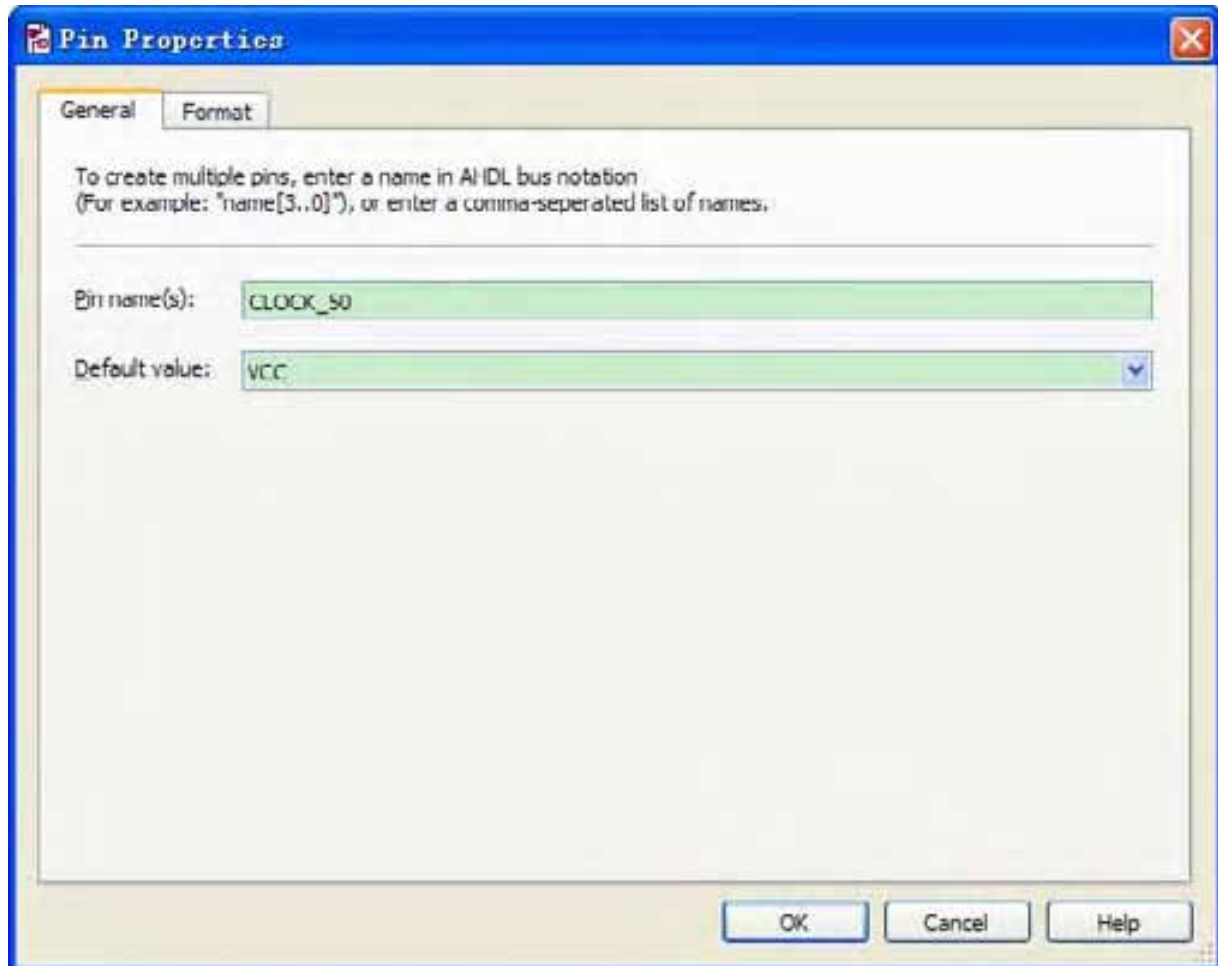 Pin Properties
General Format
To create multiple pins, enter a name in AHDL bus notation
(For example: "name[3..0]"), or enter a comma-seperated list of names.
Pin name(s): CLOCK_50
Default value: VCC
OK Cancel Help